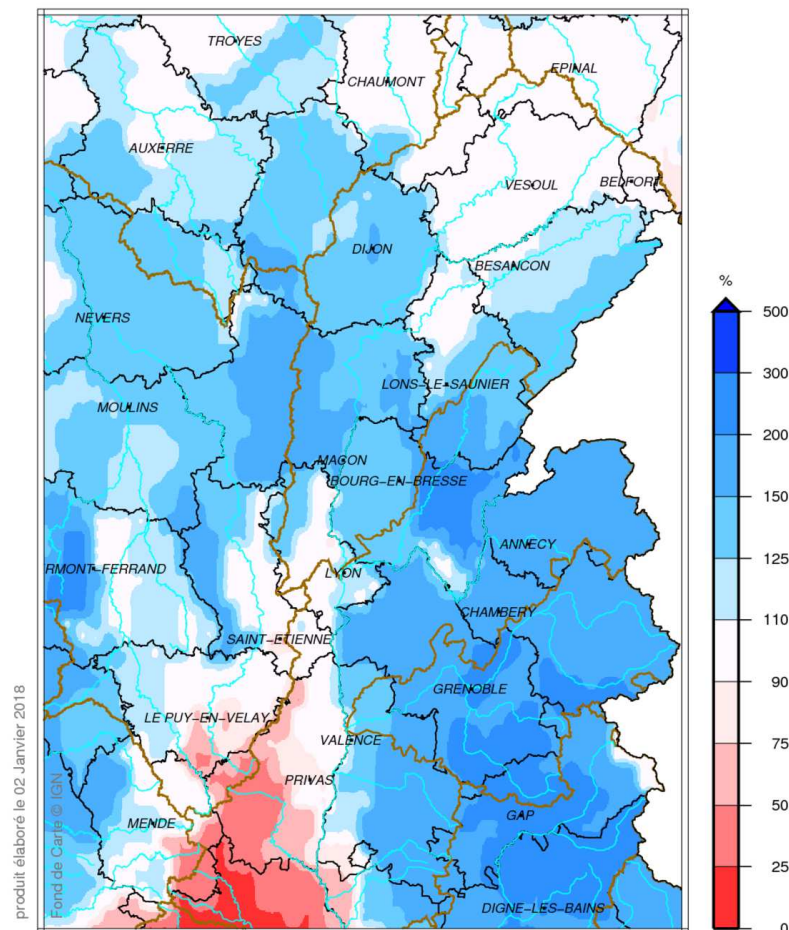 TROYES
CHAUMONT
EPINAL
AUXERRE
VESOUL
BELFORT
DIJON
BESANCON
%
500
NEVERS
300
LONS-LE-SAUNIER
MOULINS
200
MACON
BOURG-EN-BRESSE
150
ANNECY
125
RMONT-FERRAND
LYON
CHAMBERY
110
SAINT-ETIENNE
90
GRENOBLE
LE PUY-EN-VELAY
75
VALENCE
PRIVAS
50
GAP
MENDE
25
DIGNE-LES-BAINS
0
produit élaboré le 02 Janvier 2018
Fond de Carte © IGN